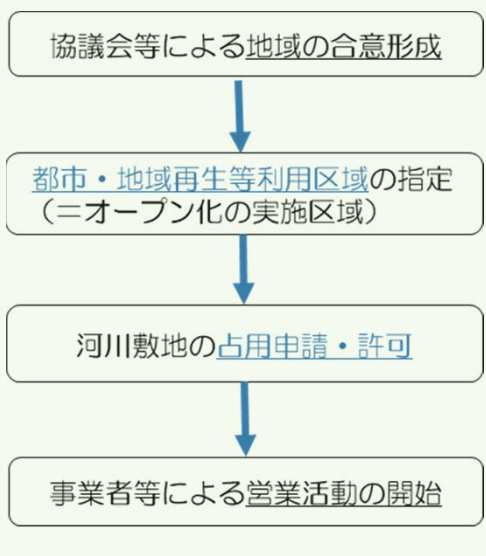 協議会等による地域の合意形成
都市・地域再生等利用区域の指定
（＝オープン化の実施区域）
河川敷地の占用申請・許可
事業者等による営業活動の開始